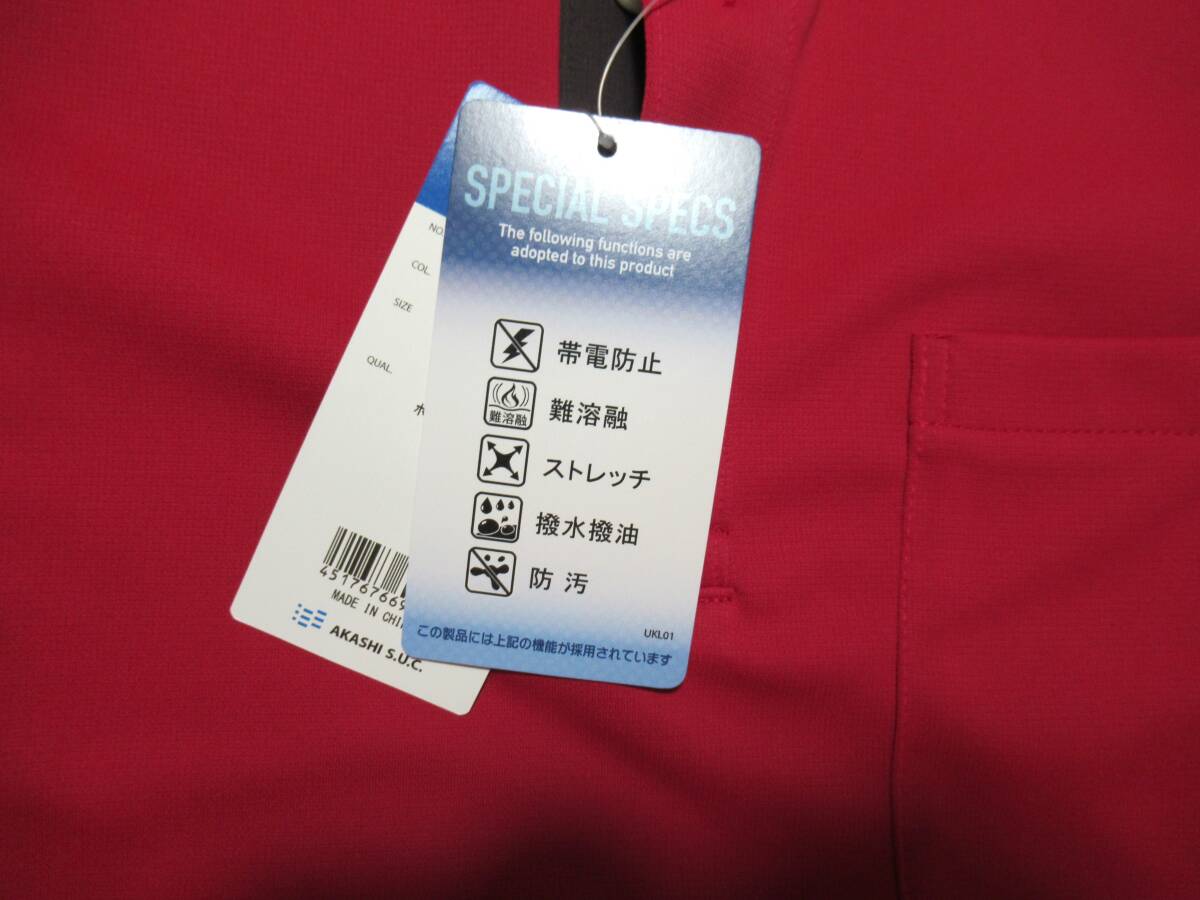 SPECIAL SPECS
The following functions are
adopted to this product
帯電防止
難溶融
難溶融
ストレッチ
撥水撥油
防汚
UKL01
この製品には上記の機能が採用されています
NO.
COL.
SIZE
QUAL.
45176769
MADE IN
AKASHI S.U.C.